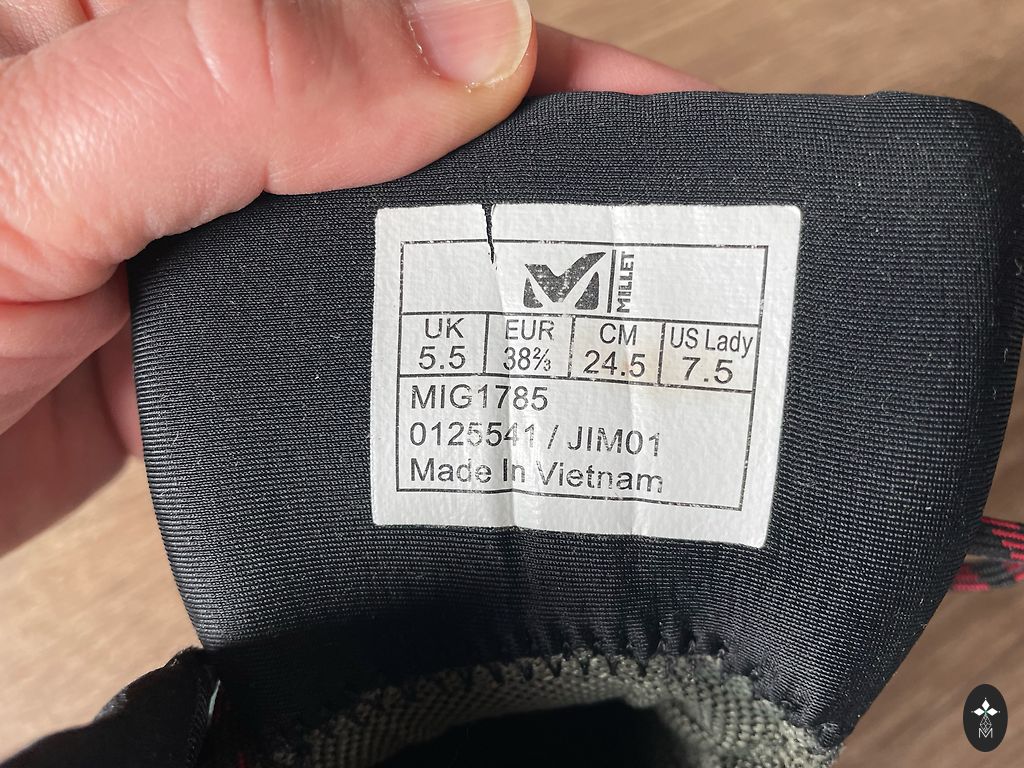 MILLET
UK EUR CM US Lady
5.5 38⅔ 24.5 7.5
MIG1785
0125541 / JIM01
Made In Vietnam
M